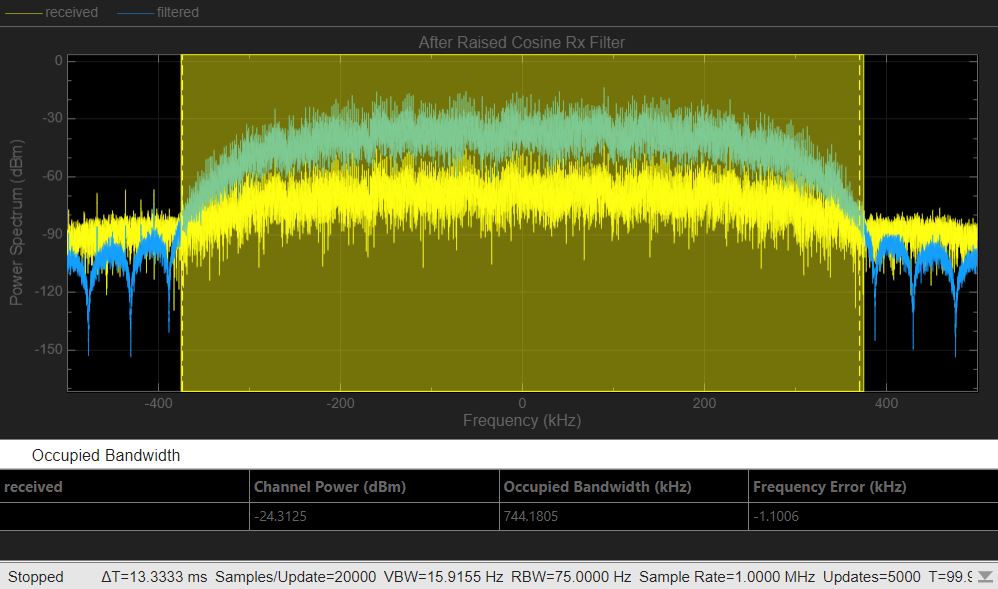 received filtered
After Raised Cosine Rx Filter
0
-30
-60
-90
-120
-150
Power Spectrum (dBm)
-400 -200 0 200 400
Frequency (kHz)
Occupied Bandwidth
received Channel Power (dBm) Occupied Bandwidth (kHz) Frequency Error (kHz)
-24.3125 744.1805 -1.1006
Stopped ΔT=13.3333 ms Samples/Update=20000 VBW=15.9155 Hz RBW=75.0000 Hz Sample Rate=1.0000 MHz Updates=5000 T=99.9